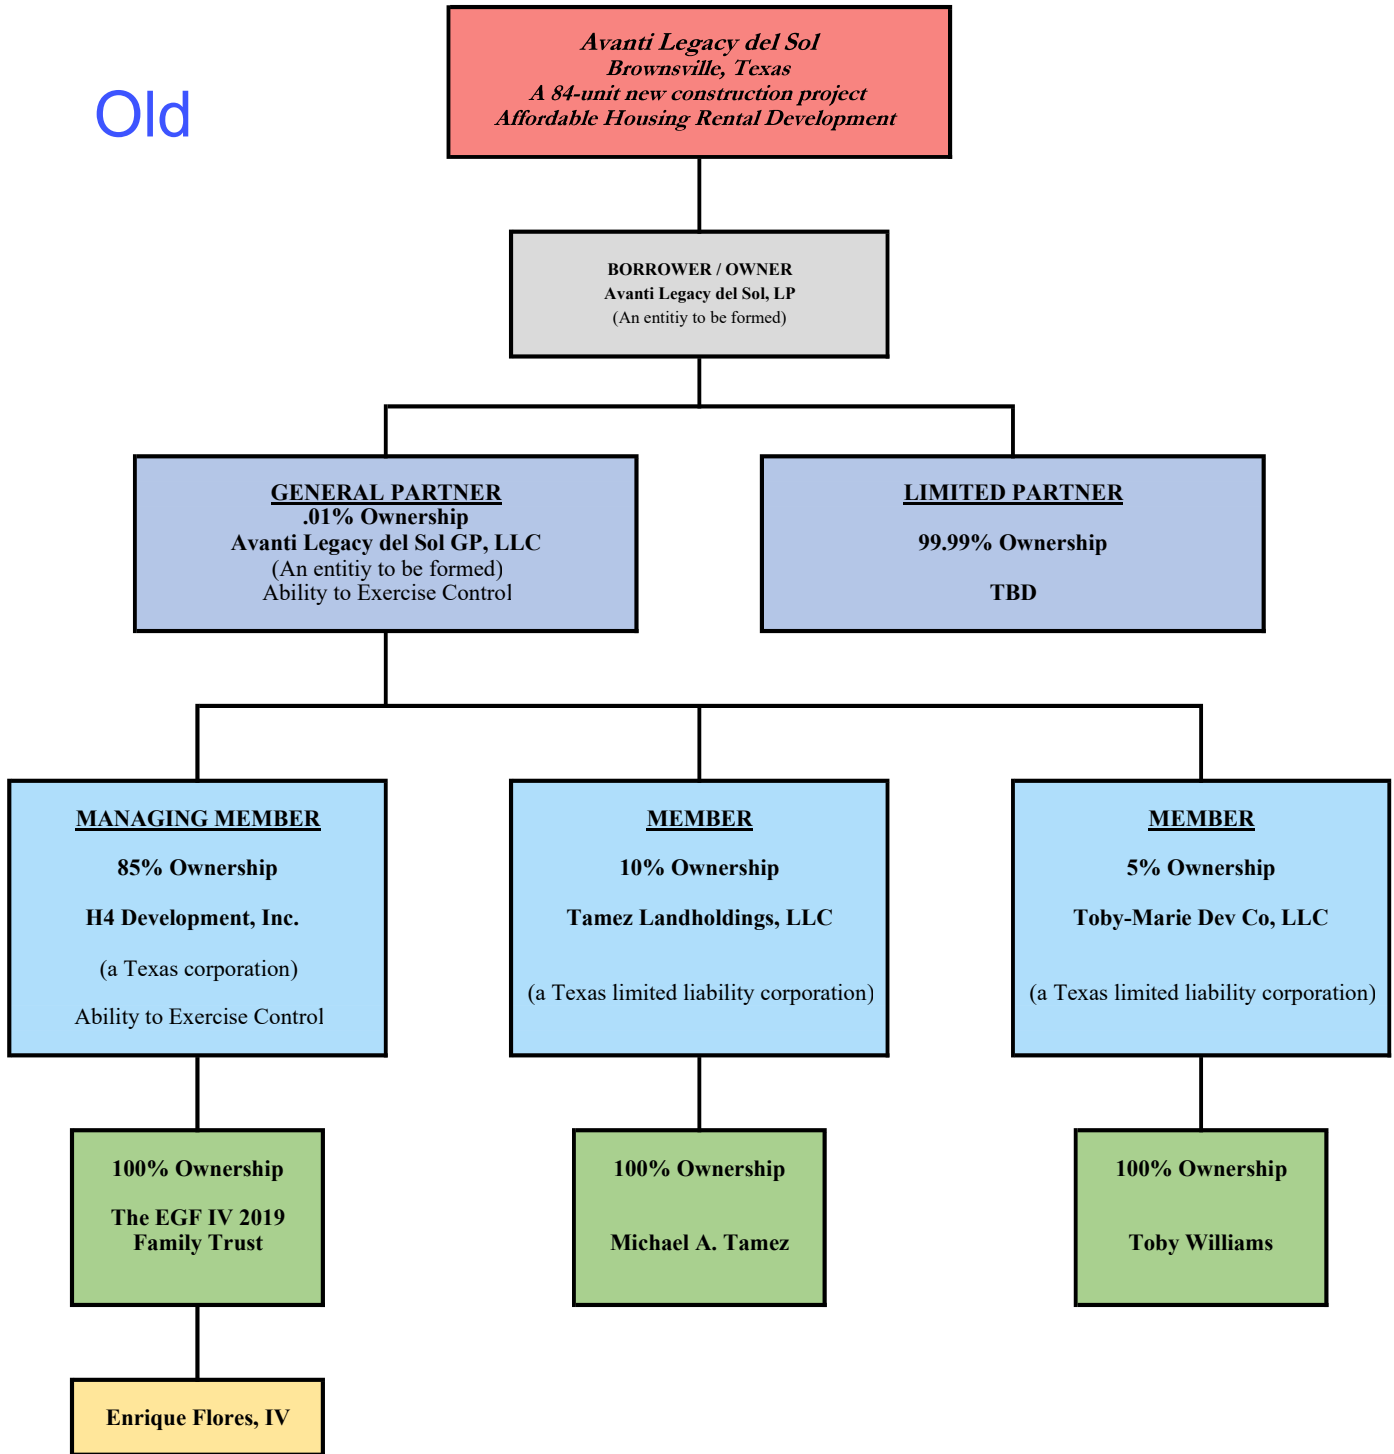 Old
Avanti Legacy del Sol
Brownsville, Texas
A 84-unit new construction project
Affordable Housing Rental Development
BORROWER / OWNER
Avanti Legacy del Sol, LP
(An entitiy to be formed)
GENERAL PARTNER
.01% Ownership
Avanti Legacy del Sol GP, LLC
(An entitiy to be formed)
Ability to Exercise Control
LIMITED PARTNER
99.99% Ownership
TBD
MANAGING MEMBER
85% Ownership
H4 Development, Inc.
(a Texas corporation)
Ability to Exercise Control
MEMBER
10% Ownership
Tamez Landholdings, LLC
(a Texas limited liability corporation)
MEMBER
5% Ownership
Toby-Marie Dev Co, LLC
(a Texas limited liability corporation)
100% Ownership
The EGF IV 2019
Family Trust
100% Ownership
Michael A. Tamez
100% Ownership
Toby Williams
Enrique Flores, IV